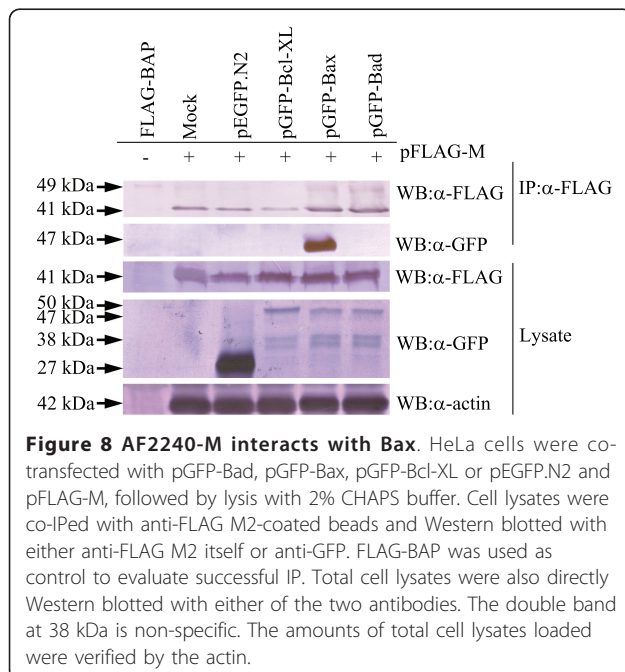 FLAG-BAP
Mock
pEGFP.N2
pGFP-Bcl-XL
pGFP-Bax
pGFP-Bad
- + + + + + pFLAG-M
49 kDa
41 kDa
WB:α-FLAG
IP:α-FLAG
47 kDa
WB:α-GFP
41 kDa
WB:α-FLAG
50 kDa
47 kDa
38 kDa
27 kDa
WB:α-GFP
Lysate
42 kDa
WB:α-actin
Figure 8 AF2240-M interacts with Bax. HeLa cells were co-
transfected with pGFP-Bad, pGFP-Bax, pGFP-Bcl-XL or pEGFP.N2 and
pFLAG-M, followed by lysis with 2% CHAPS buffer. Cell lysates were
co-IPed with anti-FLAG M2-coated beads and Western blotted with
either anti-FLAG M2 itself or anti-GFP. FLAG-BAP was used as
control to evaluate successful IP. Total cell lysates were also directly
Western blotted with either of the two antibodies. The double band
at 38 kDa is non-specific. The amounts of total cell lysates loaded
were verified by the actin.